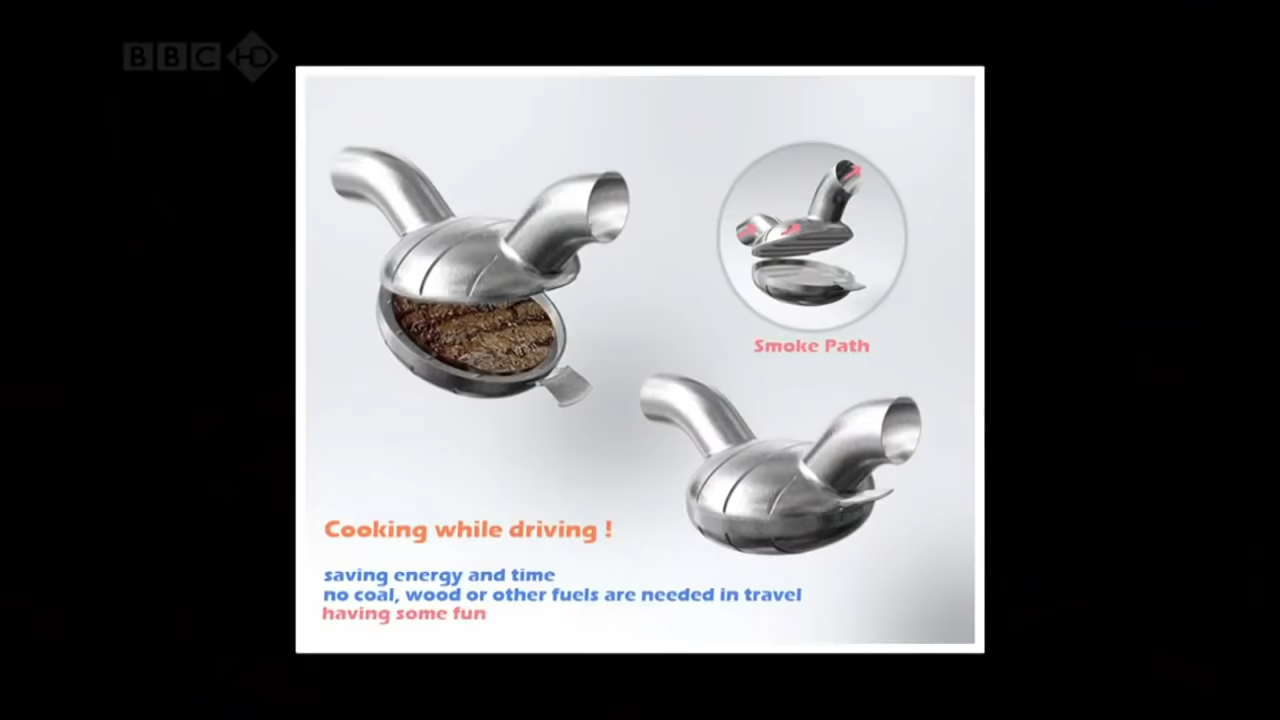 BBC HD
Smoke Path
Cooking while driving !
saving energy and time
no coal, wood or other fuels are needed in travel
having some fun